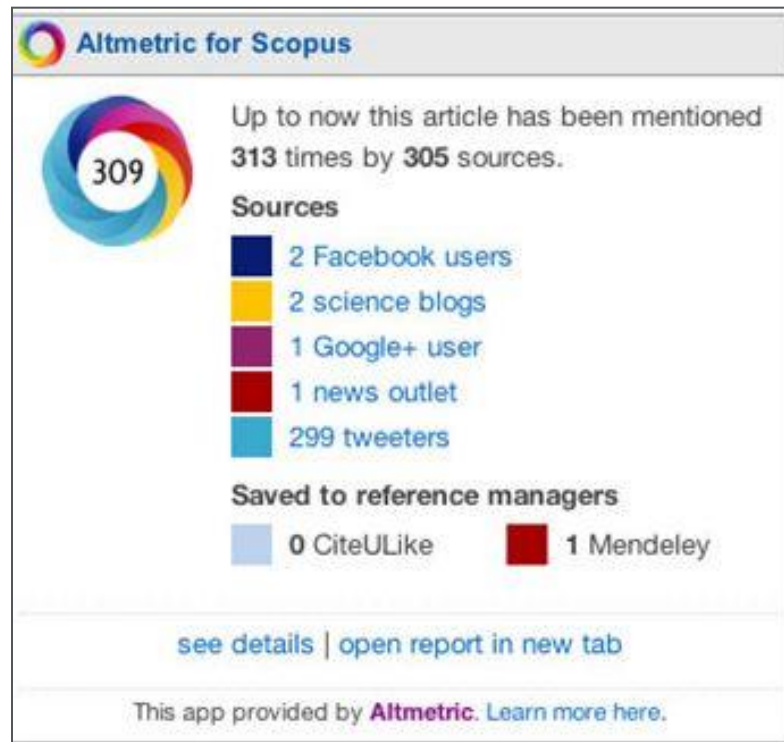 Altmetric for Scopus
309
Up to now this article has been mentioned
313 times by 305 sources.
Sources
2 Facebook users
2 science blogs
1 Google+ user
1 news outlet
299 tweeters
Saved to reference managers
0 CiteULike 1 Mendeley
see details | open report in new tab
This app provided by Altmetric. Learn more here.